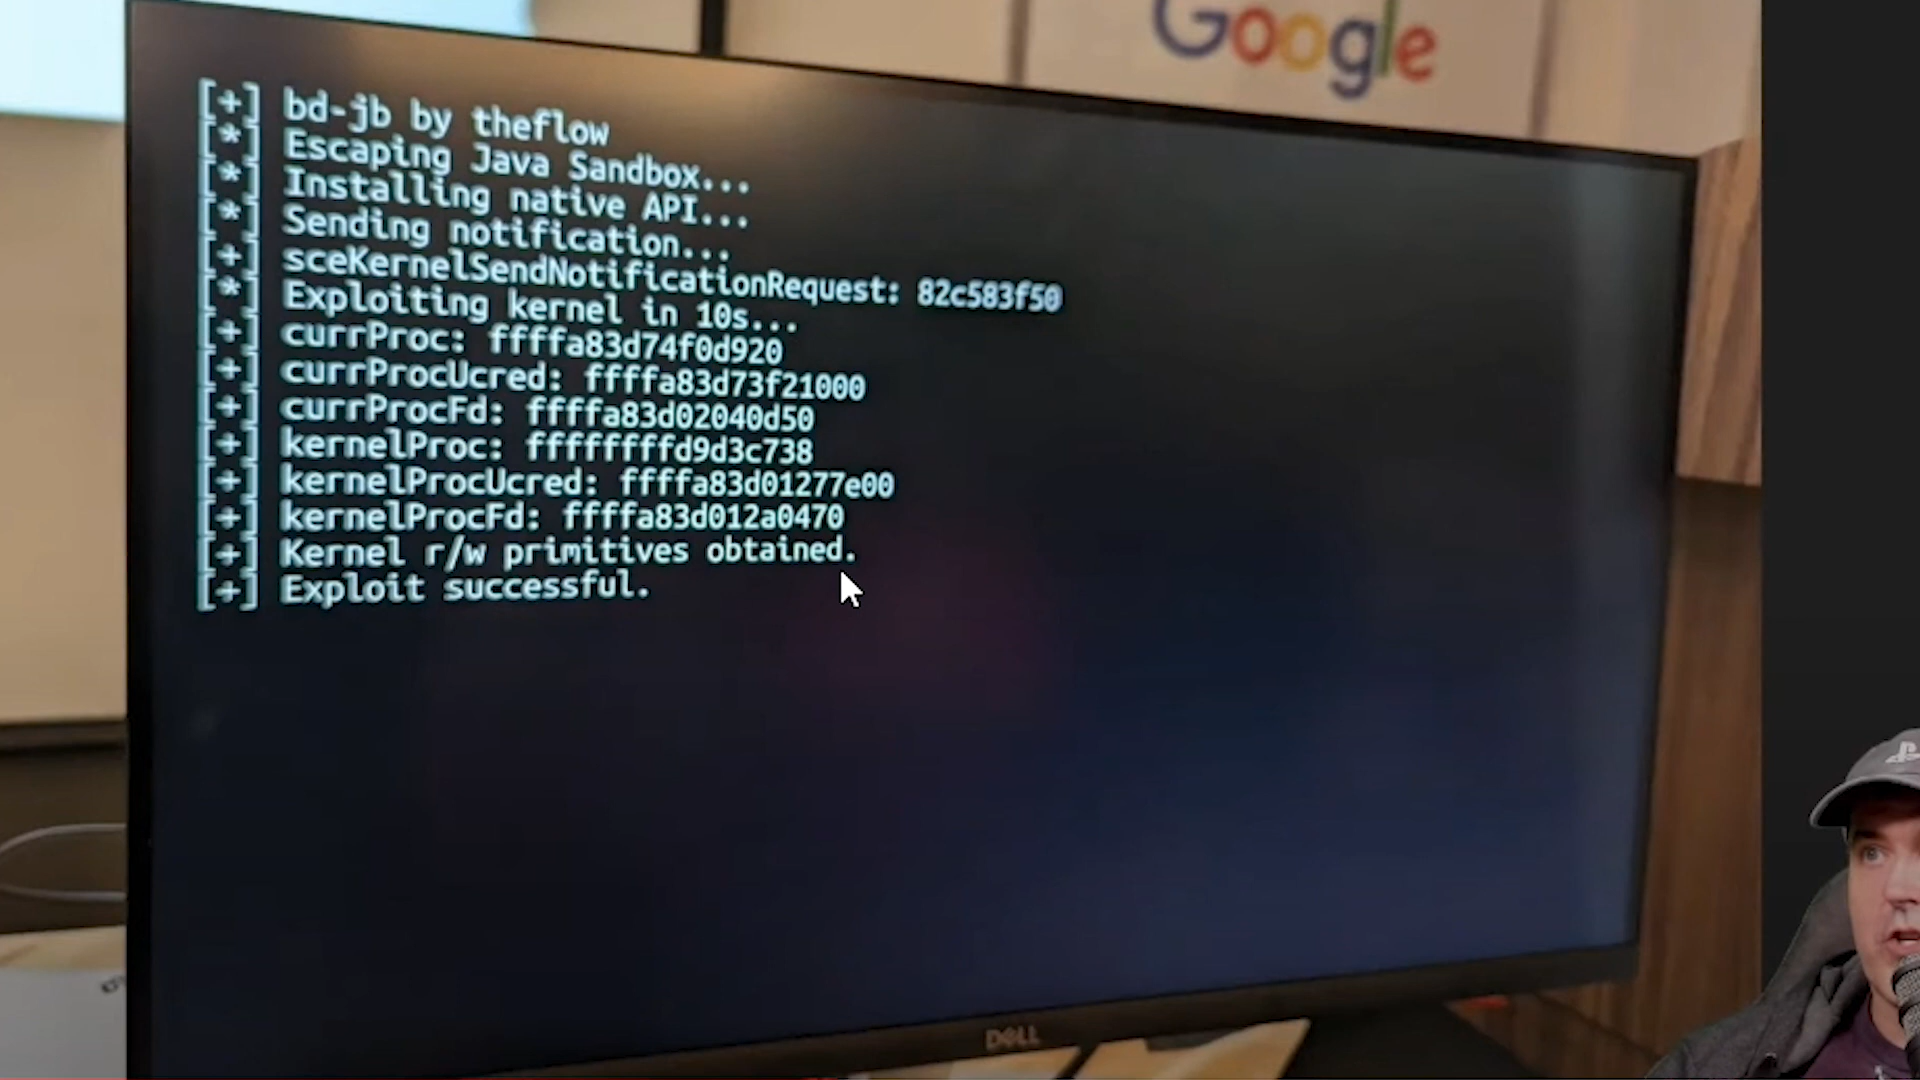 Google
[+] bd-jb by theflow
[*] Escaping Java Sandbox...
[*] Installing native API...
[*] Sending notification...
[+] sceKernelSendNotificationRequest: 82c583f50
[*] Exploiting kernel in 10s...
[+] currProc: ffffa83d74f0d920
[+] currProcUcred: ffffa83d73f21000
[+] currProcFd: ffffa83d02040d50
[+] kernelProc: ffffffffd9d3c738
[+] kernelProcUcred: ffffa83d01277e00
[+] kernelProcFd: ffffa83d012a0470
[+] Kernel r/w primitives obtained.
[+] Exploit successful.
DELL